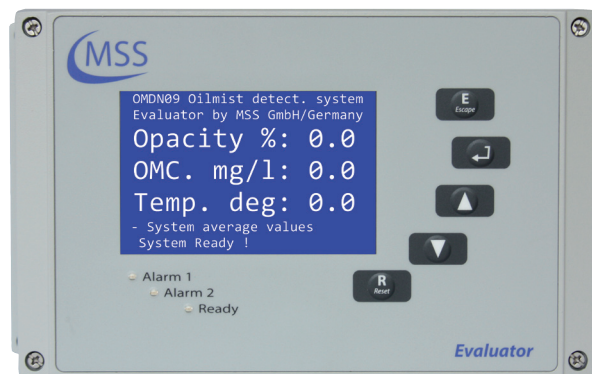 MSS
OMDN09 Oilmist detect. system
Evaluator by MSS GmbH/Germany
Opacity %: 0.0
OMC. mg/l: 0.0
Temp. deg: 0.0
- System average values
System Ready !
E
Escape
R
Reset
Alarm 1
Alarm 2
Ready
Evaluator